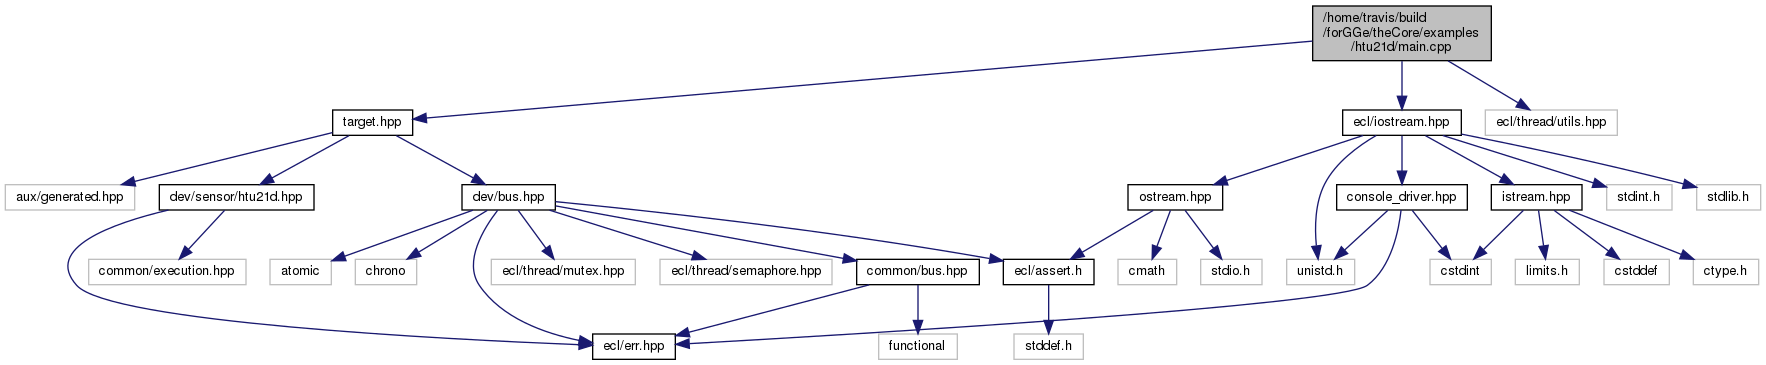 /home/travis/build
/forGGe/theCore/examples
/htu21d/main.cpp
target.hpp
ecl/iostream.hpp
ecl/thread/utils.hpp
aux/generated.hpp
dev/sensor/htu21d.hpp
dev/bus.hpp
ostream.hpp
console_driver.hpp
istream.hpp
stdint.h
stdlib.h
common/execution.hpp
atomic
chrono
ecl/thread/mutex.hpp
ecl/thread/semaphore.hpp
common/bus.hpp
ecl/assert.h
cmath
stdio.h
unistd.h
cstdint
limits.h
cstddef
ctype.h
ecl/err.hpp
functional
stddef.h